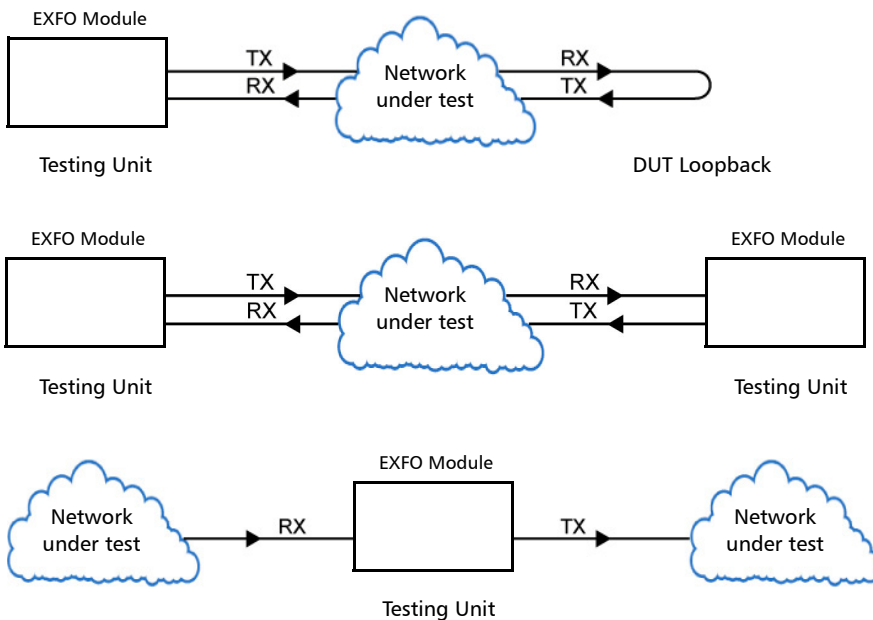 EXFO Module
TX
RX
Network
under test
RX
TX
Testing Unit
DUT Loopback
EXFO Module
EXFO Module
TX
RX
Network
under test
RX
TX
Testing Unit
Testing Unit
EXFO Module
Network
under test
RX
TX
Network
under test
Testing Unit